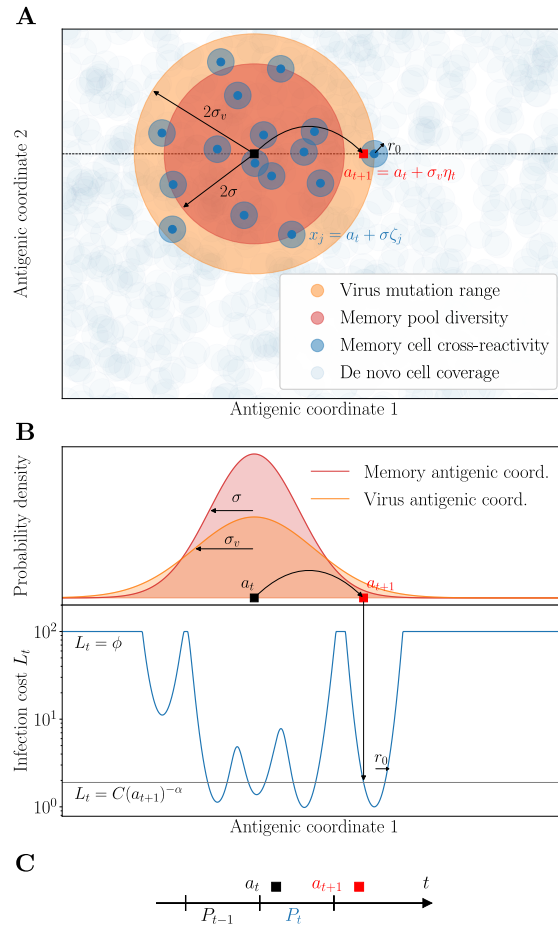 A
Antigenic coordinate 2
2σ_v
2σ
r_0
a_{t+1} = a_t + σ_vη_t
x_j = a_t + σζ_j
Virus mutation range
Memory pool diversity
Memory cell cross-reactivity
De novo cell coverage
Antigenic coordinate 1
B
Probability density
Memory antigenic coord.
Virus antigenic coord.
σ
σ_v
a_t
a_{t+1}
Infection cost L_t
10^2
10^1
10^0
L_t = ϕ
r_0
L_t = C(a_{t+1})^{-α}
Antigenic coordinate 1
C
a_t
a_{t+1}
t
P_{t-1}
P_t